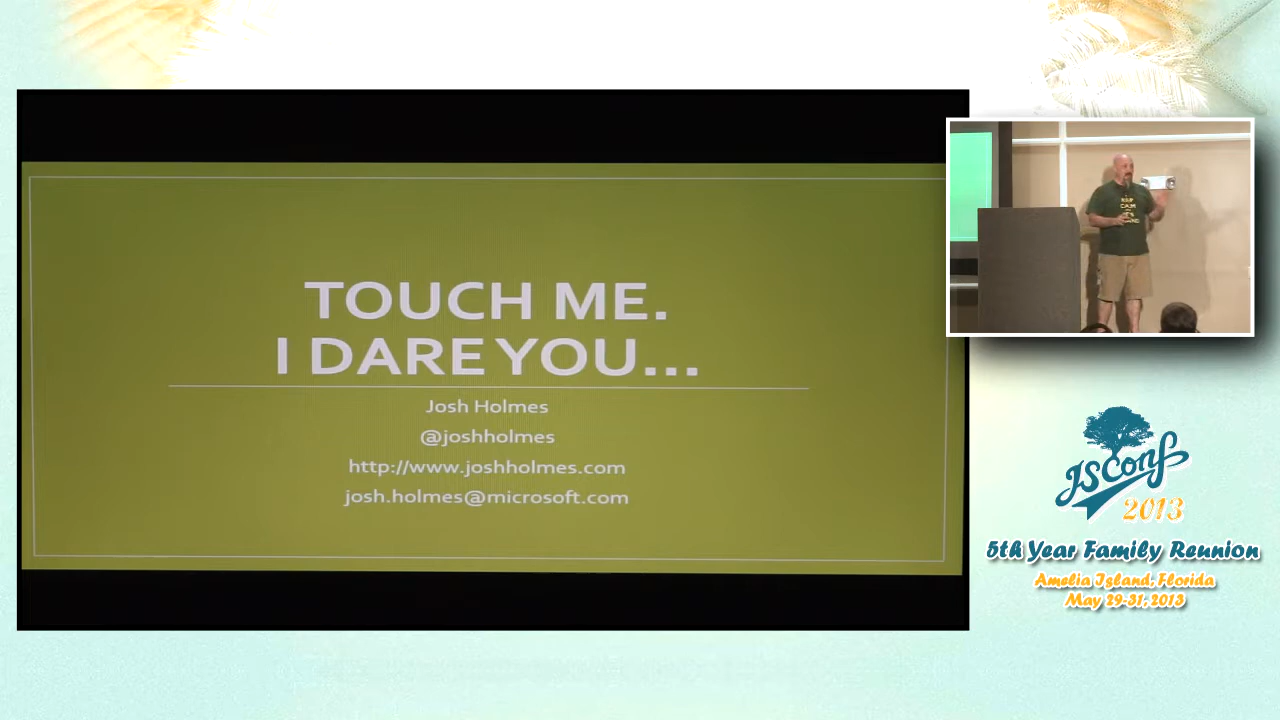 TOUCH ME.
I DARE YOU...
Josh Holmes
@joshholmes
http://www.joshholmes.com
josh.holmes@microsoft.com
JSConf
2013
5th Year Family Reunion
Amelia Island, Florida
May 29-31, 2013